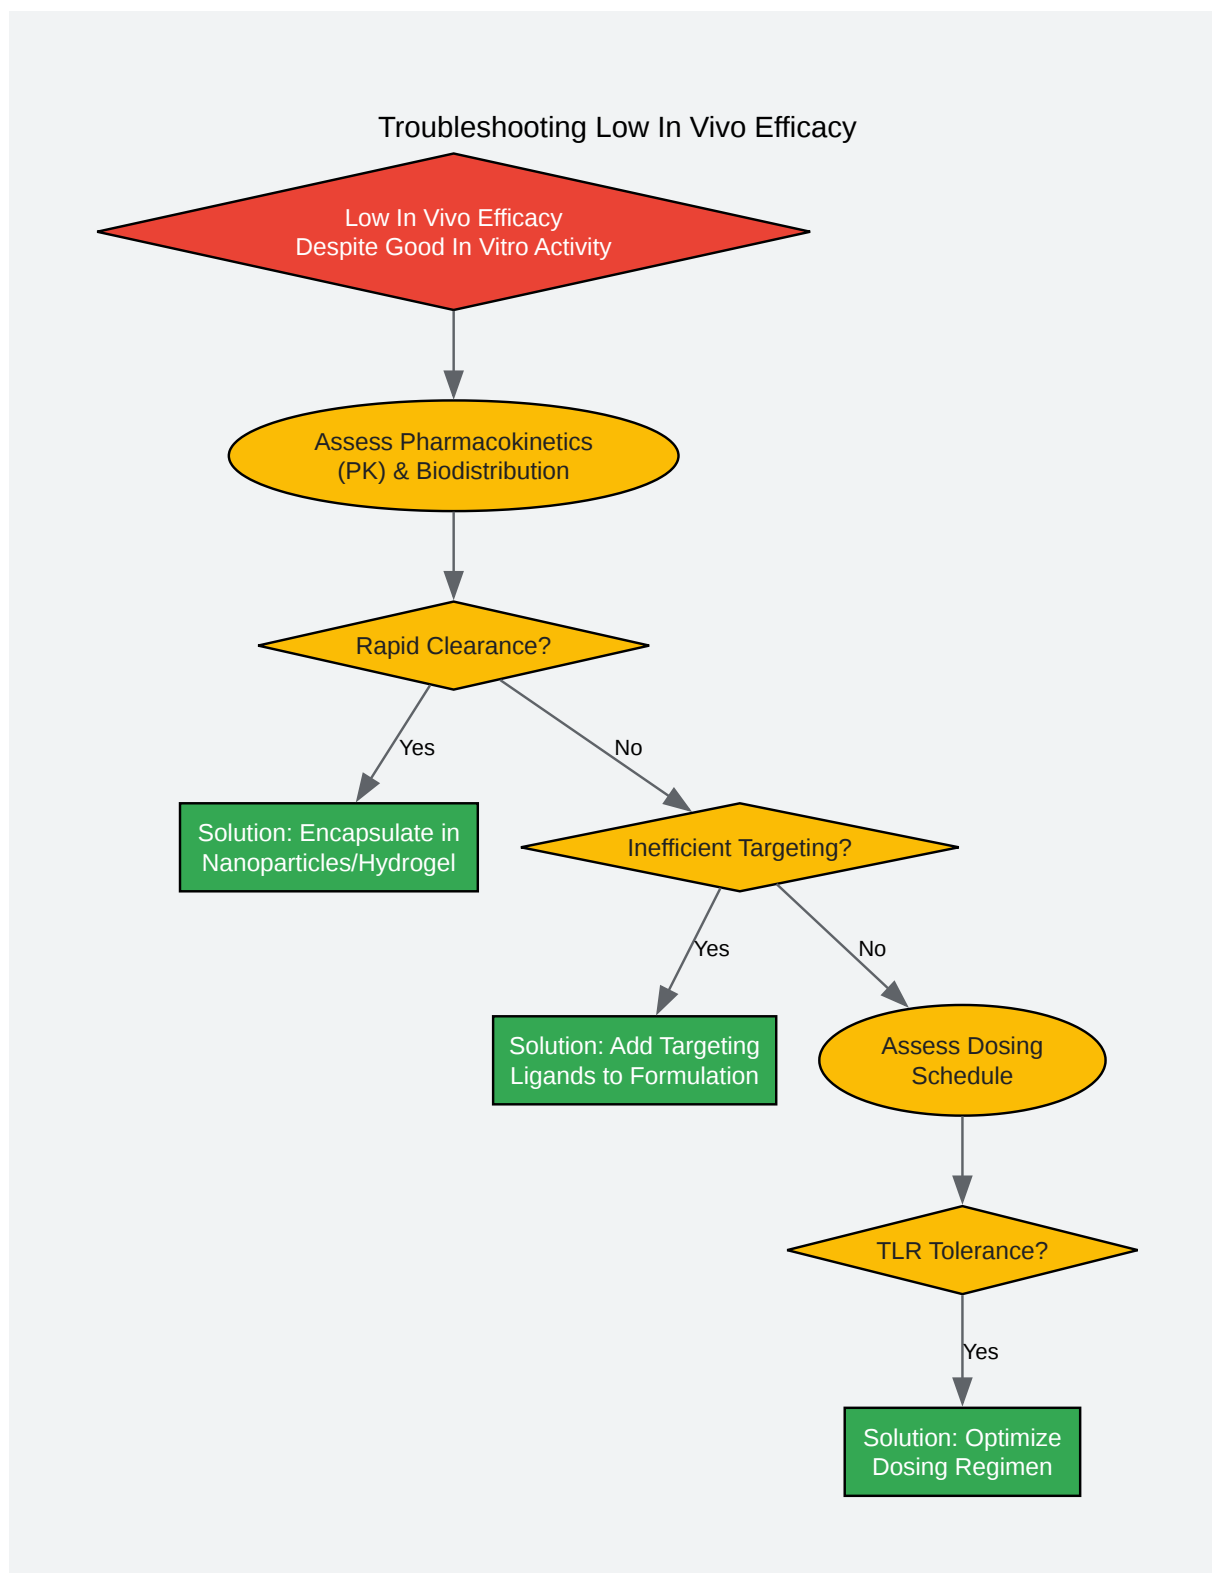 Troubleshooting Low In Vivo Efficacy
Low In Vivo Efficacy
Despite Good In Vitro Activity
Assess Pharmacokinetics
(PK) & Biodistribution
Rapid Clearance?
Yes
No
Solution: Encapsulate in
Nanoparticles/Hydrogel
Inefficient Targeting?
Yes
No
Solution: Add Targeting
Ligands to Formulation
Assess Dosing
Schedule
TLR Tolerance?
Yes
Solution: Optimize
Dosing Regimen